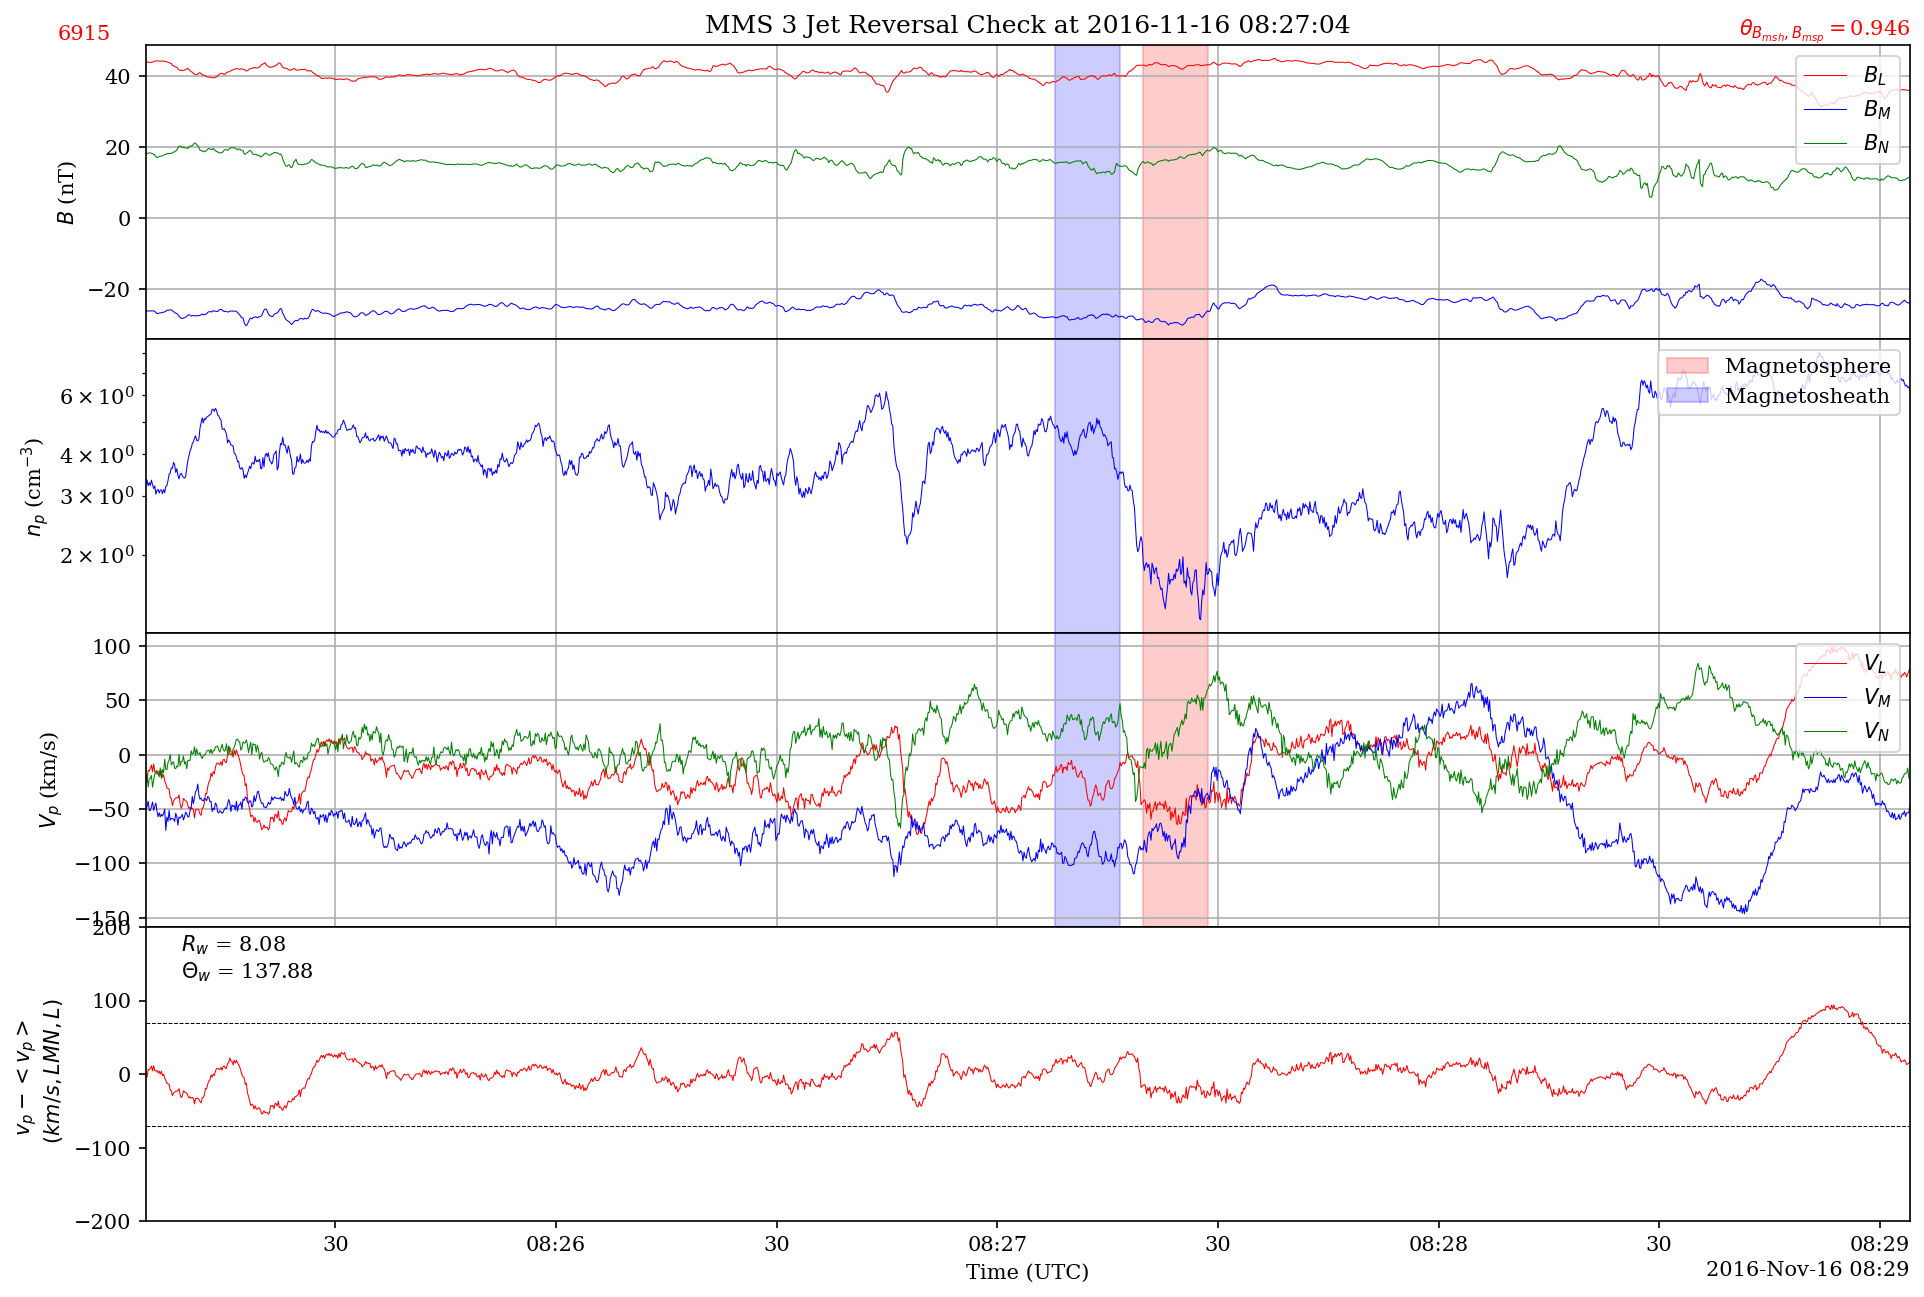 6915
MMS 3 Jet Reversal Check at 2016-11-16 08:27:04
θ_{B_{msh}, B_{msp}} = 0.946
B (nT)
40
20
0
−20
B_L
B_M
B_N
n_p (cm⁻³)
6 × 10⁰
4 × 10⁰
3 × 10⁰
2 × 10⁰
Magnetosphere
Magnetosheath
V_p (km/s)
100
50
0
−50
−100
−150
V_L
V_M
V_N
v_p − < v_p >
(km/s, LMN, L)
200
100
0
−100
−200
R_w = 8.08
Θ_w = 137.88
30
08:26
30
08:27
30
08:28
30
08:29
Time (UTC)
2016-Nov-16 08:29